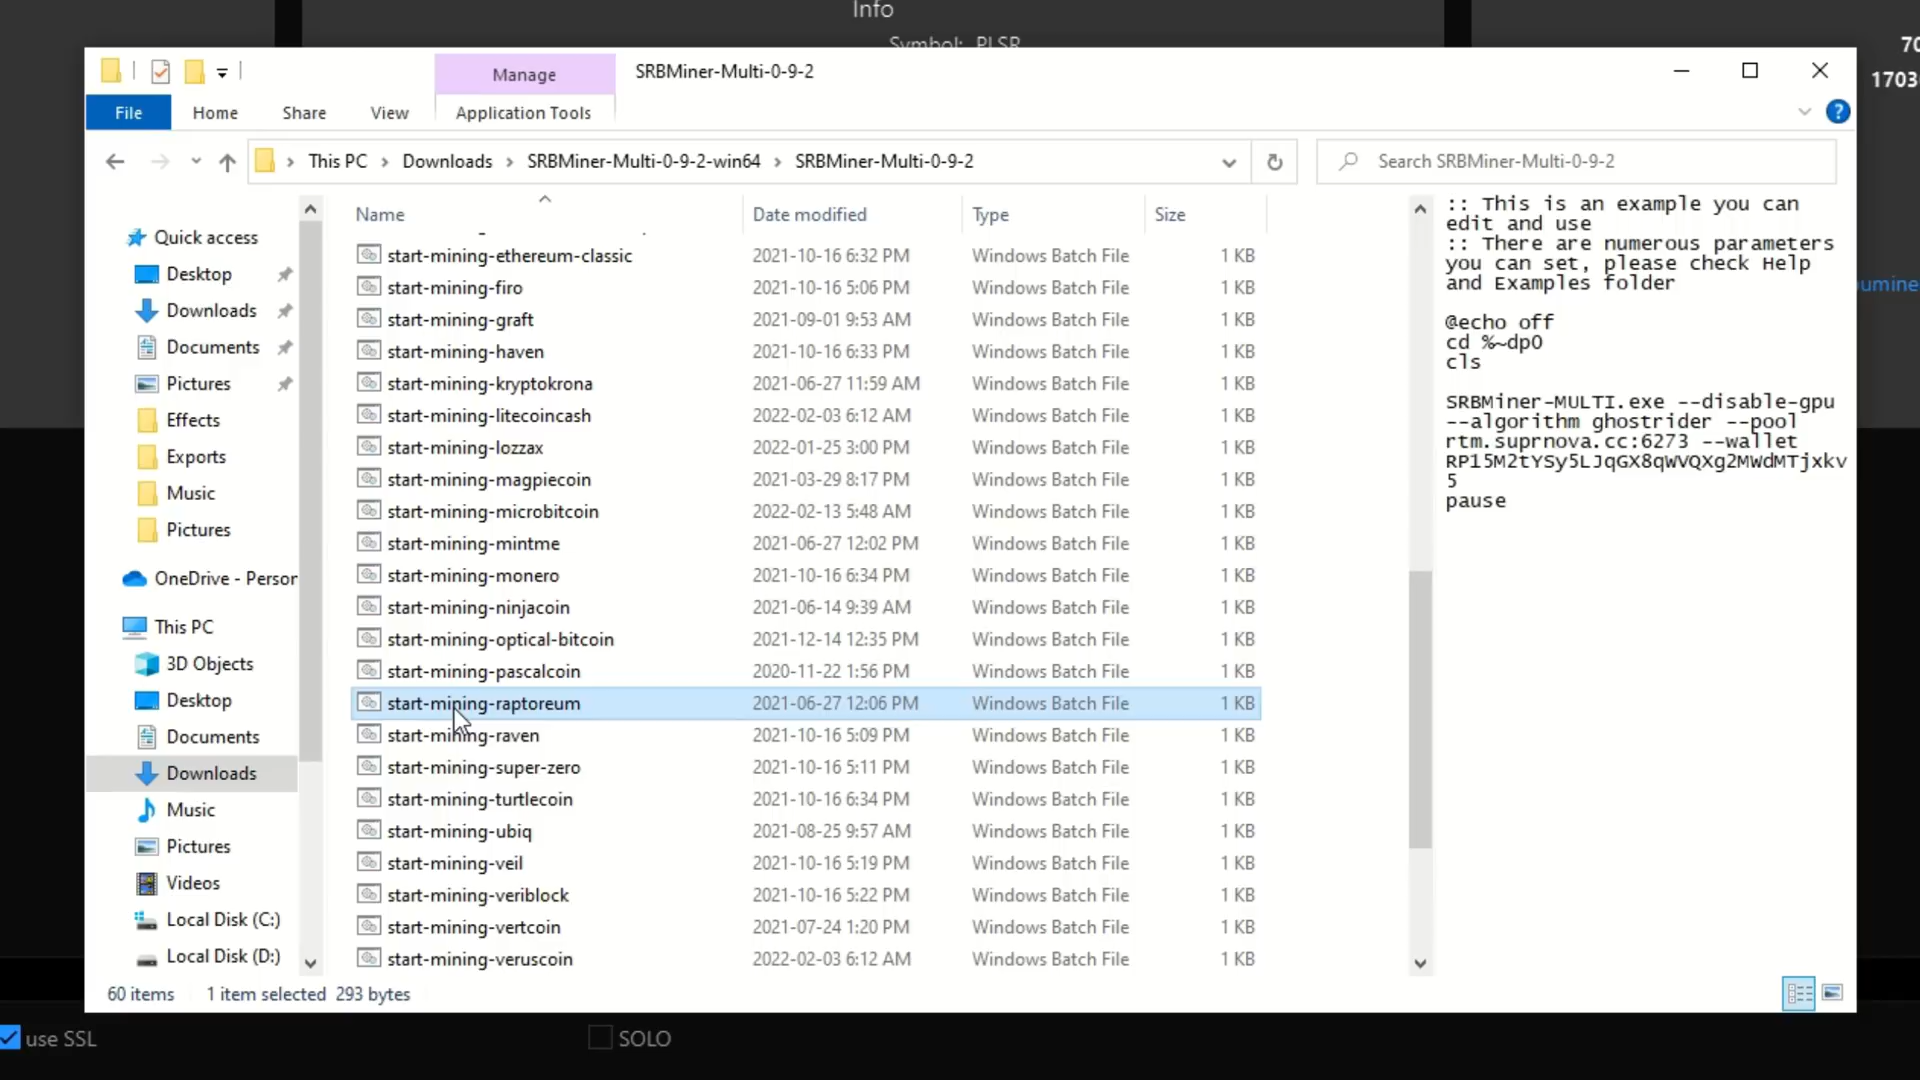 Info
Symbol: PLSR
70
1703
Manage
SRBMiner-Multi-0-9-2
File
Home
Share
View
Application Tools
?
This PC > Downloads > SRBMiner-Multi-0-9-2-win64 > SRBMiner-Multi-0-9-2
Search SRBMiner-Multi-0-9-2
Quick access
Desktop
Downloads
Documents
Pictures
Effects
Exports
Music
Pictures
OneDrive - Person
This PC
3D Objects
Desktop
Documents
Downloads
Music
Pictures
Videos
Local Disk (C:)
Local Disk (D:)
Name Date modified Type Size
start-mining-ethereum-classic 2021-10-16 6:32 PM Windows Batch File 1 KB
start-mining-firo 2021-10-16 5:06 PM Windows Batch File 1 KB
start-mining-graft 2021-09-01 9:53 AM Windows Batch File 1 KB
start-mining-haven 2021-10-16 6:33 PM Windows Batch File 1 KB
start-mining-kryptokrona 2021-06-27 11:59 AM Windows Batch File 1 KB
start-mining-litecoincash 2022-02-03 6:12 AM Windows Batch File 1 KB
start-mining-lozzax 2022-01-25 3:00 PM Windows Batch File 1 KB
start-mining-magpiecoin 2021-03-29 8:17 PM Windows Batch File 1 KB
start-mining-microbitcoin 2022-02-13 5:48 AM Windows Batch File 1 KB
start-mining-mintme 2021-06-27 12:02 PM Windows Batch File 1 KB
start-mining-monero 2021-10-16 6:34 PM Windows Batch File 1 KB
start-mining-ninjacoin 2021-06-14 9:39 AM Windows Batch File 1 KB
start-mining-optical-bitcoin 2021-12-14 12:35 PM Windows Batch File 1 KB
start-mining-pascalcoin 2020-11-22 1:56 PM Windows Batch File 1 KB
start-mining-raptoreum 2021-06-27 12:06 PM Windows Batch File 1 KB
start-mining-raven 2021-10-16 5:09 PM Windows Batch File 1 KB
start-mining-super-zero 2021-10-16 5:11 PM Windows Batch File 1 KB
start-mining-turtlecoin 2021-10-16 6:34 PM Windows Batch File 1 KB
start-mining-ubiq 2021-08-25 9:57 AM Windows Batch File 1 KB
start-mining-veil 2021-10-16 5:19 PM Windows Batch File 1 KB
start-mining-veriblock 2021-10-16 5:22 PM Windows Batch File 1 KB
start-mining-vertcoin 2021-07-24 1:20 PM Windows Batch File 1 KB
start-mining-veruscoin 2022-02-03 6:12 AM Windows Batch File 1 KB
:: This is an example you can
edit and use
:: There are numerous parameters
you can set, please check Help
and Examples folder
@echo off
cd %~dp0
cls
SRBMiner-MULTI.exe --disable-gpu
--algorithm ghostrider --pool
rtm.suprnova.cc:6273 --wallet
RP15M2tYSy5LJqGX8qWVQXg2MWdMTjxkv
5
pause
umine
60 items 1 item selected 293 bytes
use SSL
SOLO